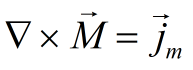 ∇ × M⃗ = j⃗ₘ